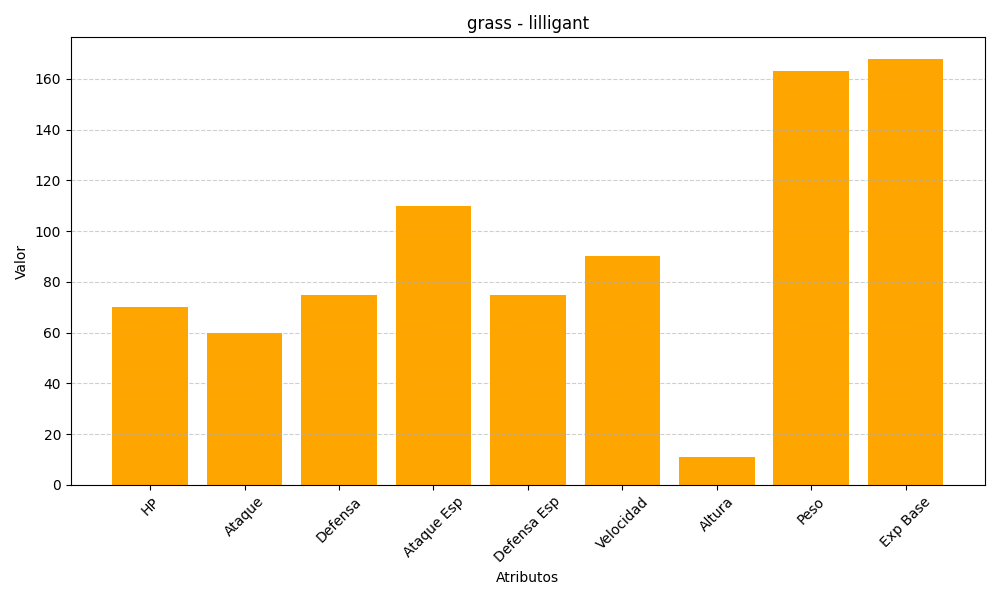 grass - lilligant
Valor
160
140
120
100
80
60
40
20
0
HP
Ataque
Defensa
Ataque Esp
Defensa Esp
Velocidad
Altura
Peso
Exp Base
Atributos